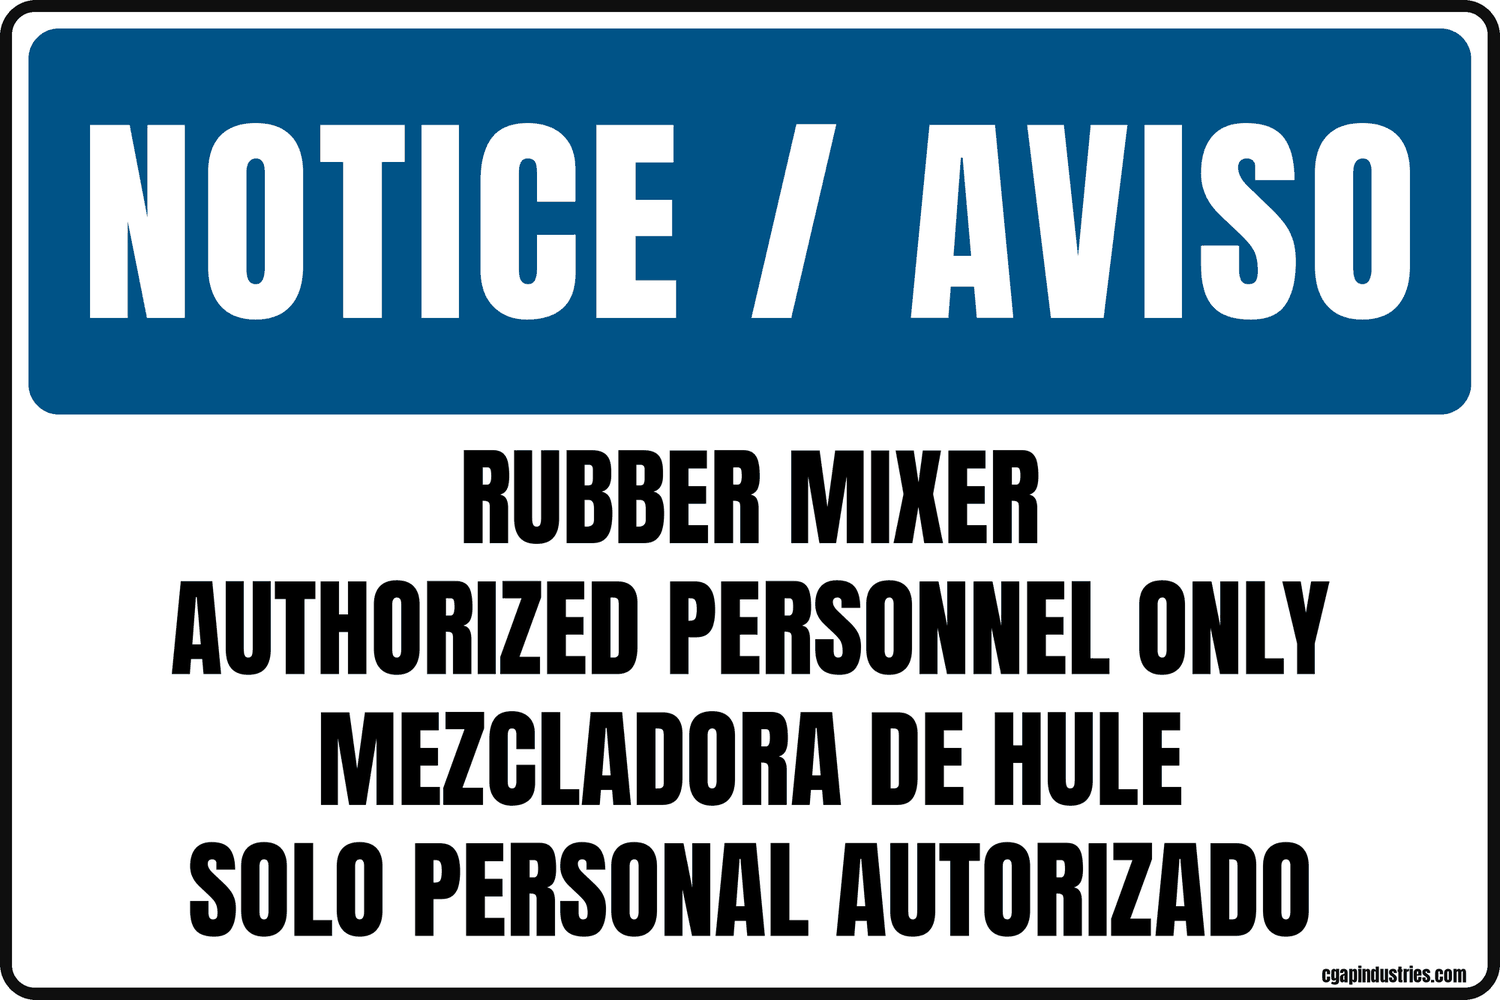 NOTICE / AVISO
RUBBER MIXER
AUTHORIZED PERSONNEL ONLY
MEZCLADORA DE HULE
SOLO PERSONAL AUTORIZADO
cgapindustries.com